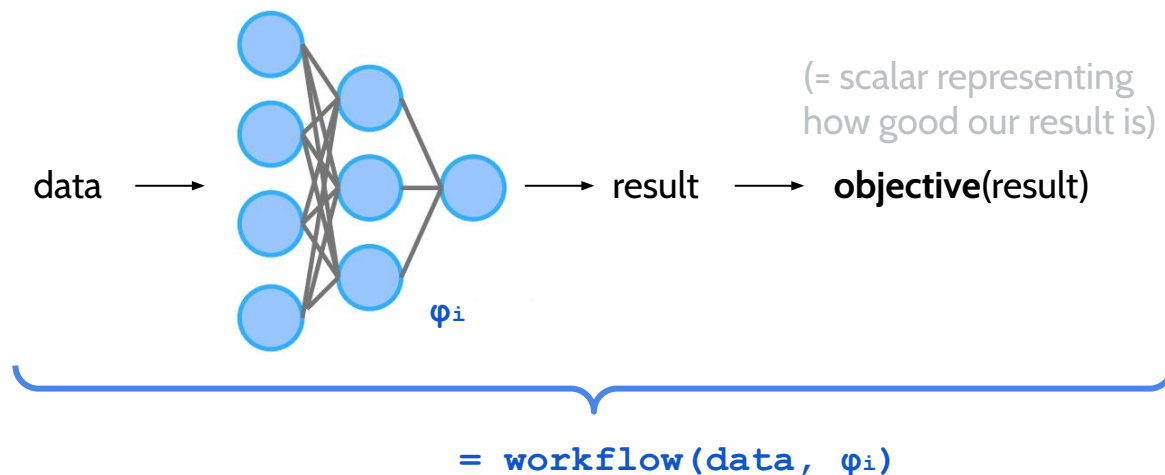 (= scalar representing
how good our result is)
data
result
objective(result)
φi
= workflow(data, φi)